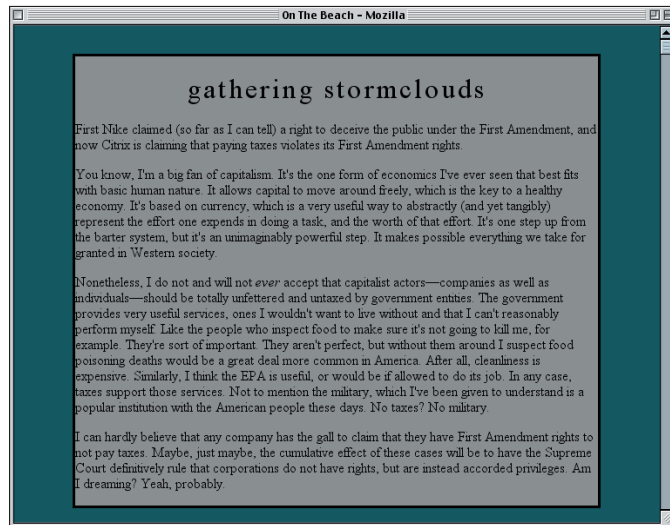 On The Beach – Mozilla
gathering stormclouds
First Nike claimed (so far as I can tell) a right to deceive the public under the First Amendment, and
now Citrix is claiming that paying taxes violates its First Amendment rights.
You know, I'm a big fan of capitalism. It's the one form of economics I've ever seen that best fits
with basic human nature. It allows capital to move around freely, which is the key to a healthy
economy. It's based on currency, which is a very useful way to abstractly (and yet tangibly)
represent the effort one expends in doing a task, and the worth of that effort. It's one step up from
the barter system, but it's an unimaginably powerful step. It makes possible everything we take for
granted in Western society.
Nonetheless, I do not and will not ever accept that capitalist actors—companies as well as
individuals—should be totally unfettered and untaxed by government entities. The government
provides very useful services, ones I wouldn't want to live without and that I can't reasonably
perform myself. Like the people who inspect food to make sure it's not going to kill me, for
example. They're sort of important. They aren't perfect, but without them around I suspect food
poisoning deaths would be a great deal more common in America. After all, cleanliness is
expensive. Similarly, I think the EPA is useful, or would be if allowed to do its job. In any case,
taxes support those services. Not to mention the military, which I've been given to understand is a
popular institution with the American people these days. No taxes? No military.
I can hardly believe that any company has the gall to claim that they have First Amendment rights to
not pay taxes. Maybe, just maybe, the cumulative effect of these cases will be to have the Supreme
Court definitively rule that corporations do not have rights, but are instead accorded privileges. Am
I dreaming? Yeah, probably.